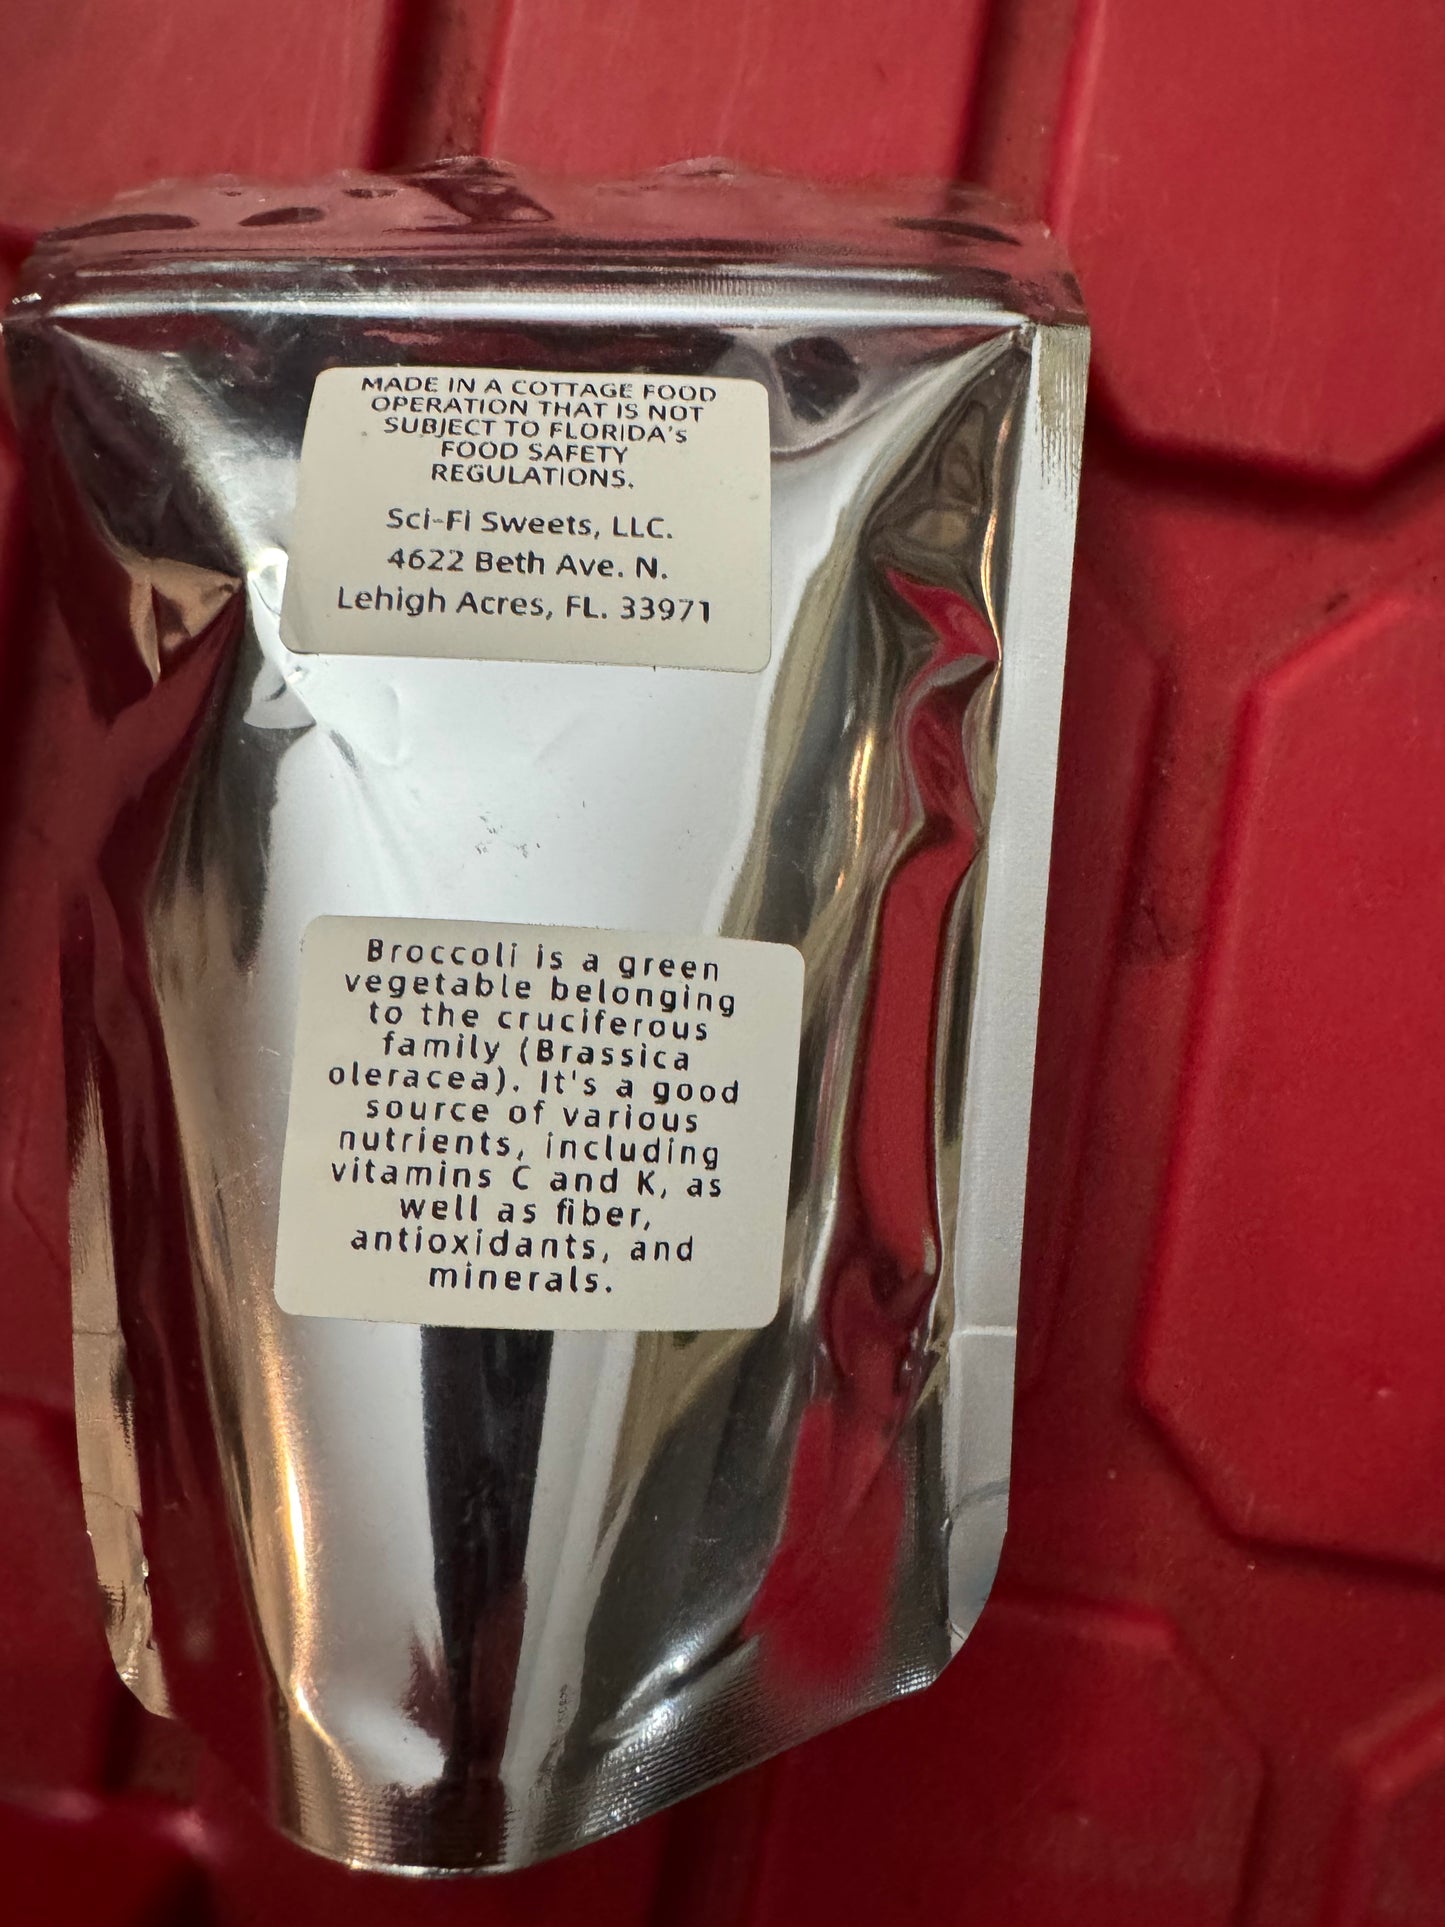 MADE IN A COTTAGE FOOD
OPERATION THAT IS NOT
SUBJECT TO FLORIDA's
FOOD SAFETY
REGULATIONS.
Sci-Fi Sweets, LLC.
4622 Beth Ave. N.
Lehigh Acres, FL. 33971
Broccoli is a green
vegetable belonging
to the cruciferous
family (Brassica
oleracea). It's a good
source of various
nutrients, including
vitamins C and K, as
well as fiber,
antioxidants, and
minerals.